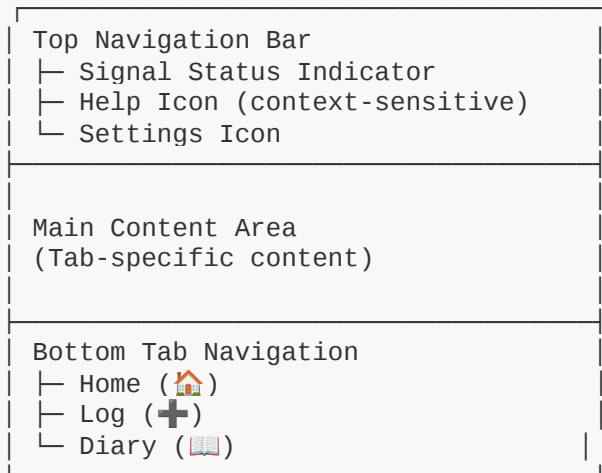 Top Navigation Bar
├─ Signal Status Indicator
├─ Help Icon (context-sensitive)
└─ Settings Icon
Main Content Area
(Tab-specific content)
Bottom Tab Navigation
├─ Home (🏠)
├─ Log (➕)
└─ Diary (📖)